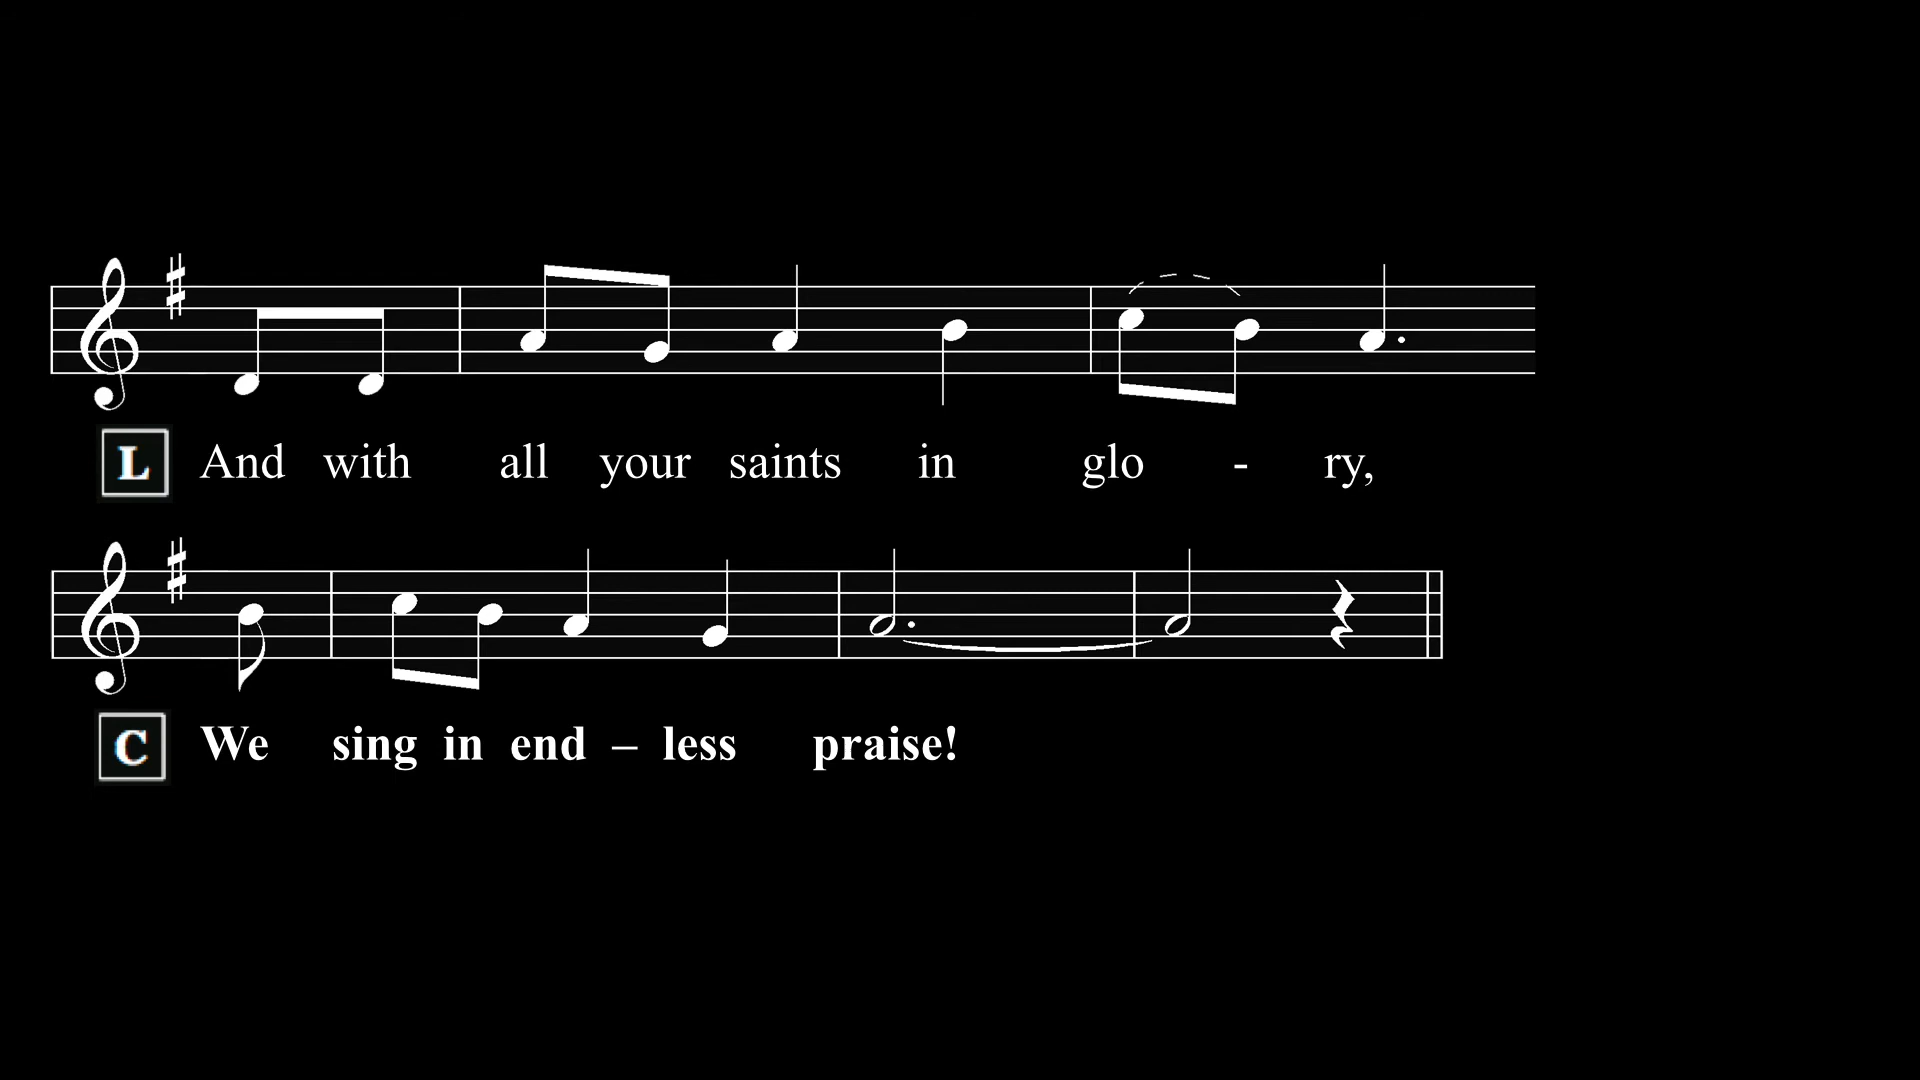 L And with all your saints in glo - ry,
C We sing in end – less praise!